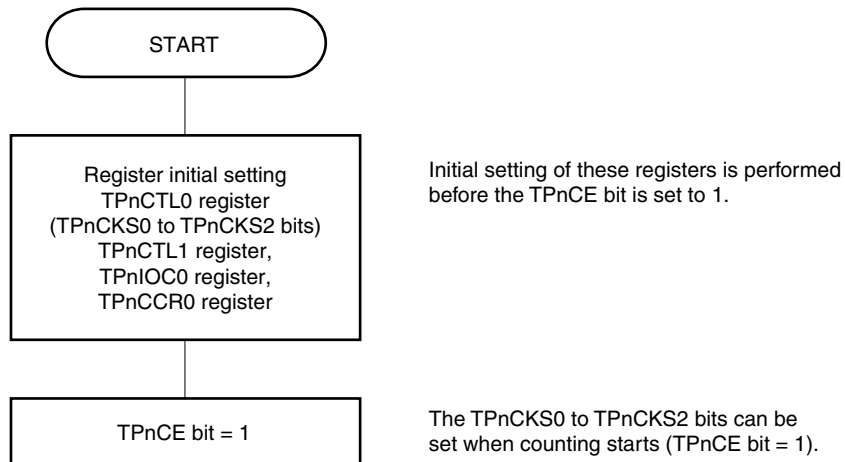 START
Register initial setting
TPnCTL0 register
(TPnCKS0 to TPnCKS2 bits)
TPnCTL1 register,
TPnIOC0 register,
TPnCCR0 register
Initial setting of these registers is performed
before the TPnCE bit is set to 1.
TPnCE bit = 1
The TPnCKS0 to TPnCKS2 bits can be
set when counting starts (TPnCE bit = 1).